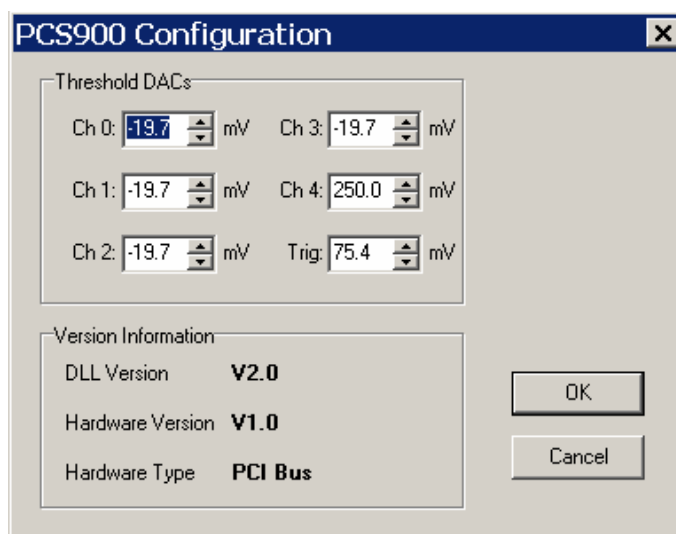 PCS900 Configuration
Threshold DACs
Ch 0: -19.7 mV Ch 3: -19.7 mV
Ch 1: -19.7 mV Ch 4: 250.0 mV
Ch 2: -19.7 mV Trig: 75.4 mV
Version Information
DLL Version V2.0
Hardware Version V1.0
Hardware Type PCI Bus
OK
Cancel